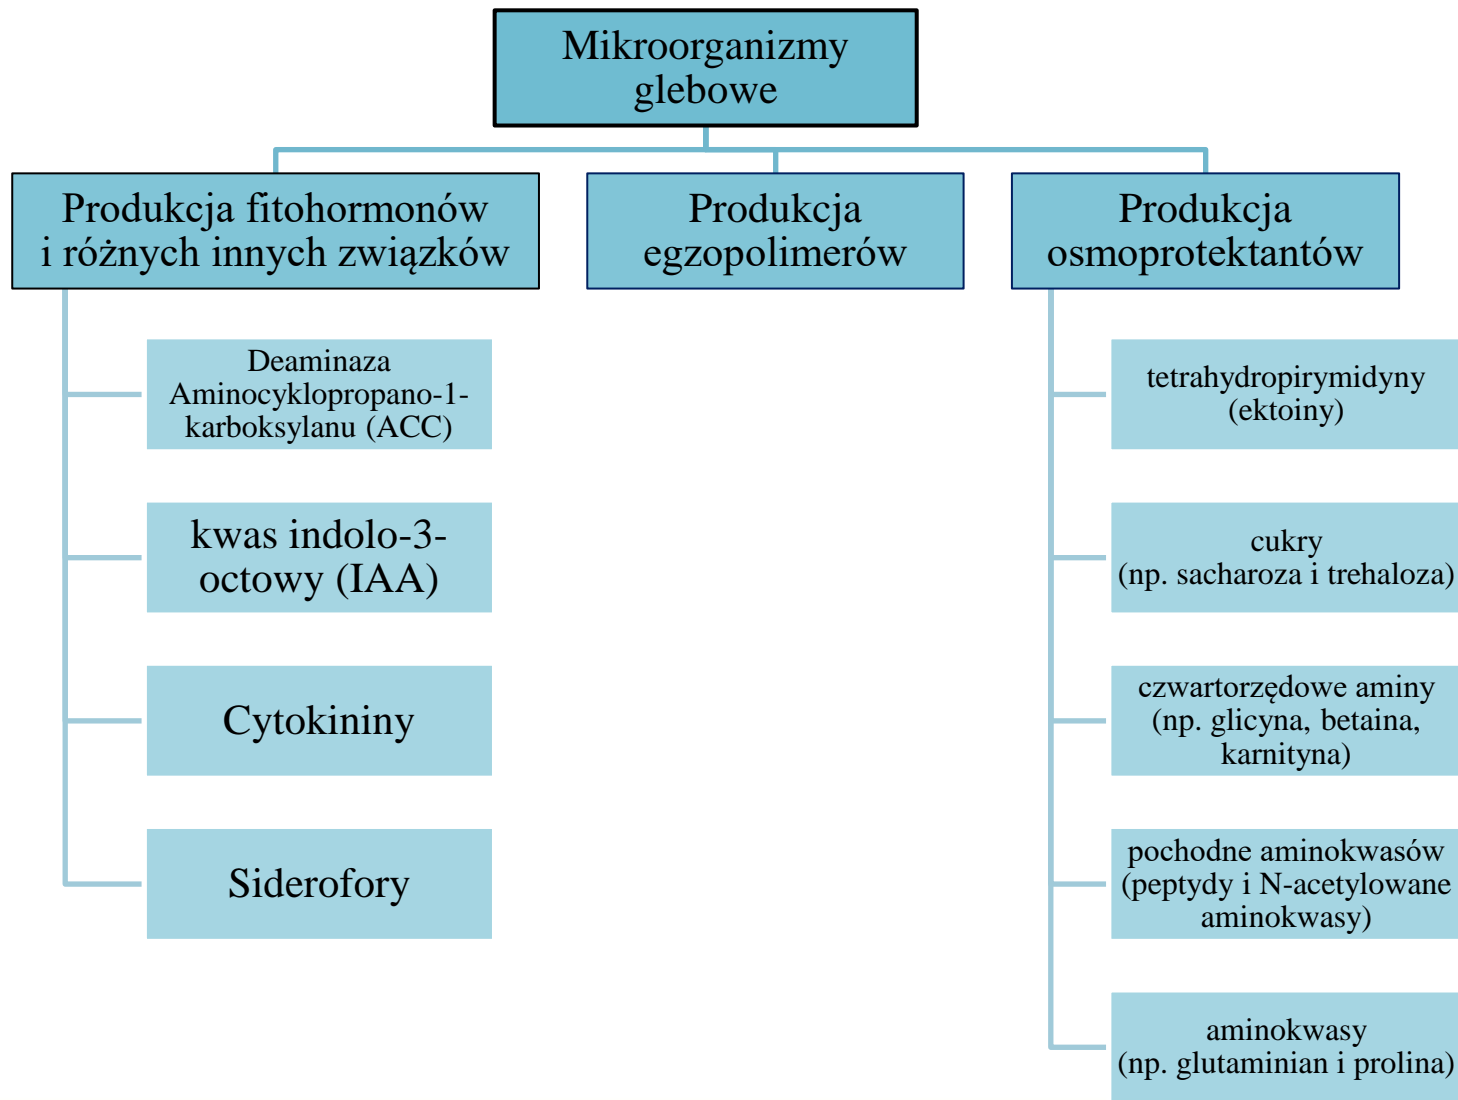 Mikroorganizmy
glebowe
Produkcja fitohormonów
i różnych innych związków
Deaminaza
Aminocyklopropano-1-
karboksylanu (ACC)
kwas indolo-3-
octowy (IAA)
Cytokininy
Siderofory
Produkcja
egzopolimerów
Produkcja
osmoprotektantów
tetrahydropirymidyny
(ektoiny)
cukry
(np. sacharoza i trehaloza)
czwartorzędowe aminy
(np. glicyna, betaina,
karnityna)
pochodne aminokwasów
(peptydy i N-acetylowane
aminokwasy)
aminokwasy
(np. glutaminian i prolina)